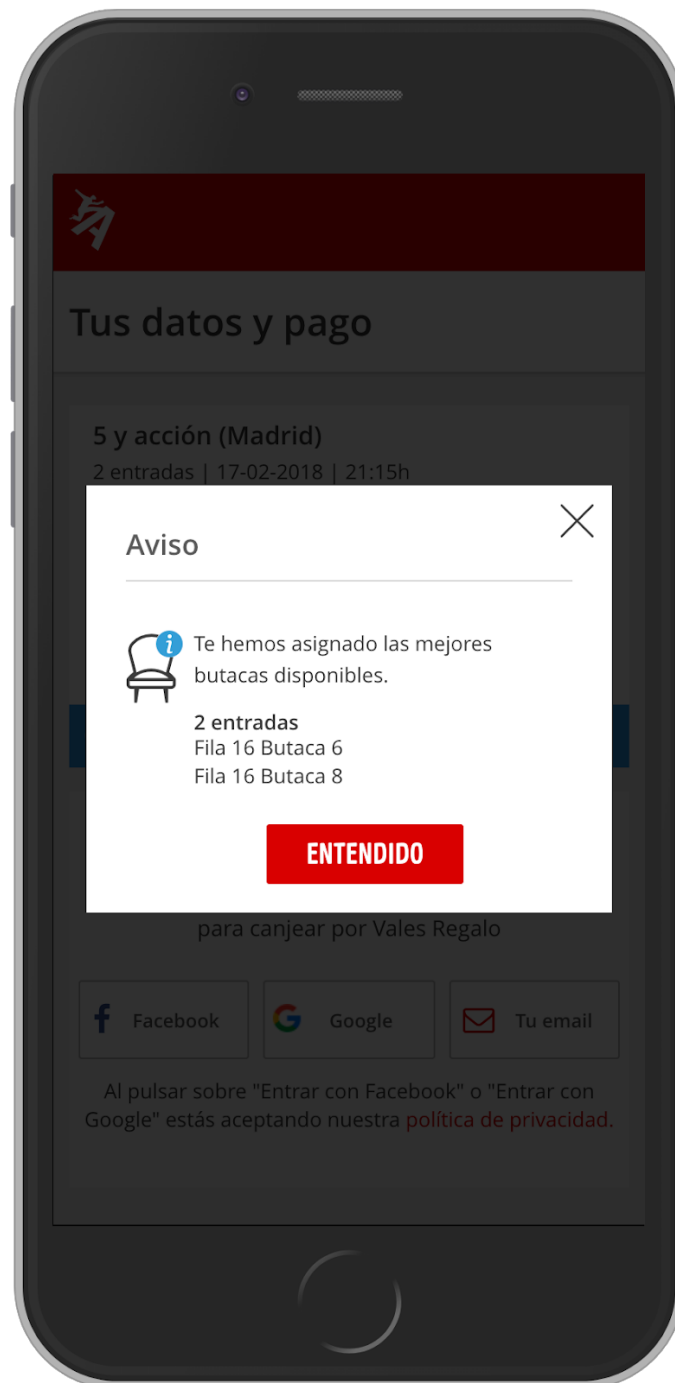 Tus datos y pago
5 y acción (Madrid)
2 entradas | 17-02-2018 | 21:15h
Aviso
Te hemos asignado las mejores
butacas disponibles.
2 entradas
Fila 16 Butaca 6
Fila 16 Butaca 8
ENTENDIDO
para canjear por Vales Regalo
Facebook Google Tu email
Al pulsar sobre "Entrar con Facebook" o "Entrar con
Google" estás aceptando nuestra política de privacidad.